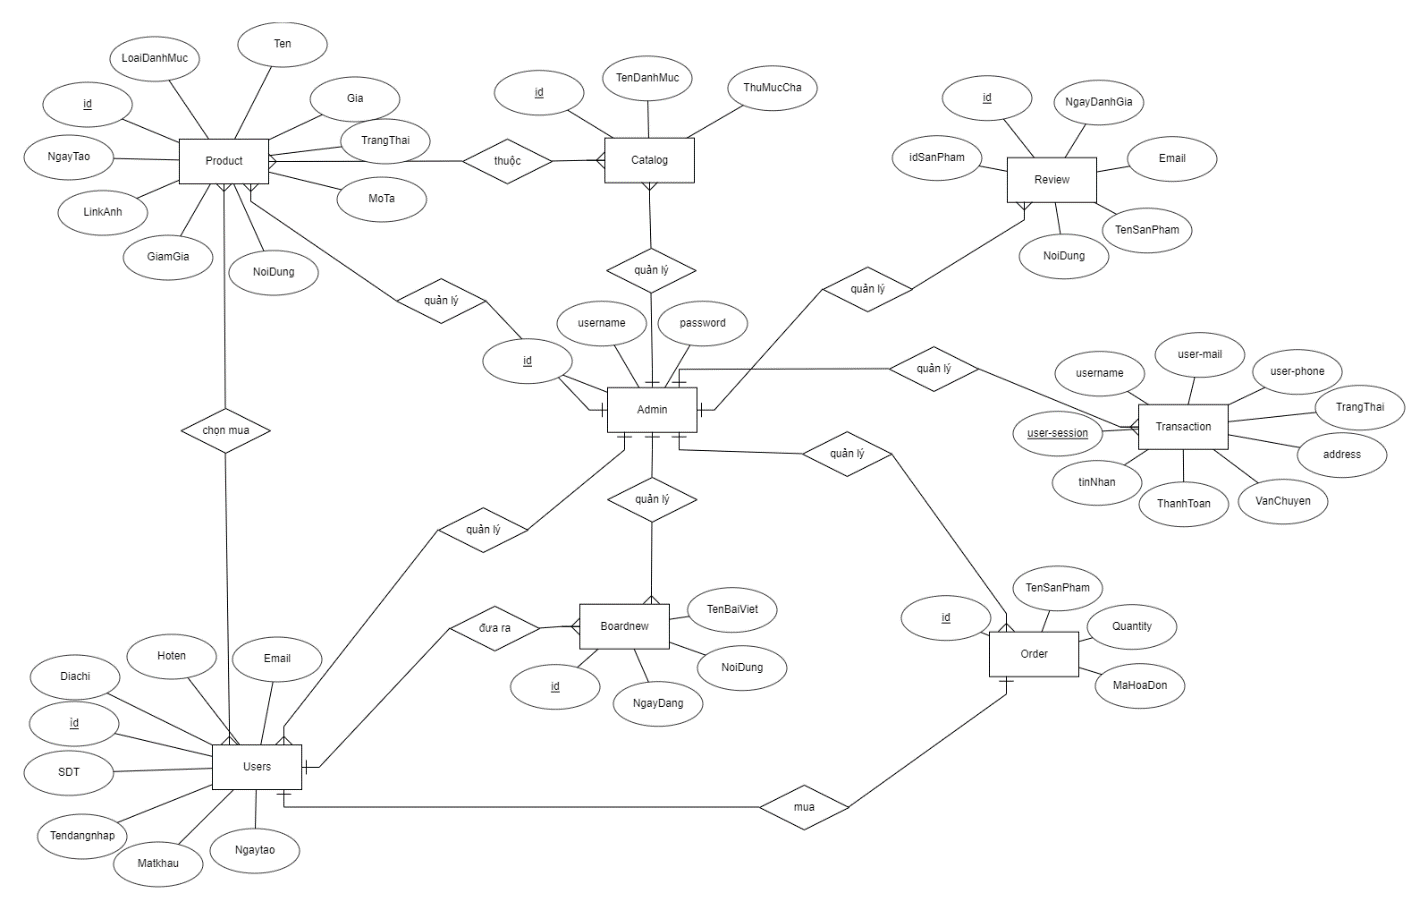 Ten
LoaiDanhMuc
id
Gia
TrangThai
NgayTao
Product
MoTa
LinkAnh
GiamGia
NoiDung
thuộc
id
TenDanhMuc
ThuMucCha
Catalog
id
NgayDanhGia
idSanPham
Email
Review
TenSanPham
NoiDung
quản lý
quản lý
quản lý
username
password
id
Admin
quản lý
username
user-mail
user-phone
TrangThai
user-session
Transaction
address
tinNhan
ThanhToan
VanChuyen
chọn mua
quản lý
quản lý
quản lý
đưa ra
Boardnew
TenBaiViet
NoiDung
id
NgayDang
id
TenSanPham
Quantity
Order
MaHoaDon
Hoten
Email
Diachi
id
SDT
Users
Tendangnhap
Matkhau
Ngaytao
mua